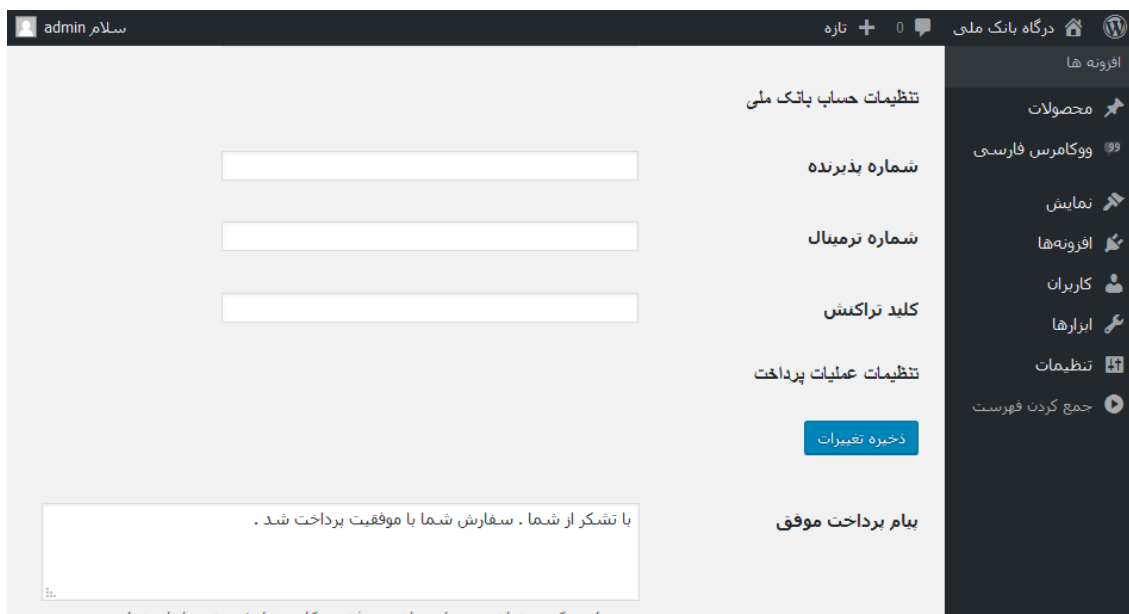 درگاه بانک ملی
0
تازه
سلام admin
افزونه ها
محصولات
ووکامرس فارسی
نمایش
افزونه‌ها
کاربران
ابزارها
تنظیمات
جمع کردن فهرست
تنظیمات حساب بانک ملی
شماره پذیرنده
شماره ترمینال
کلید تراکنش
تنظیمات عملیات پرداخت
ذخیره تغییرات
پیام پرداخت موفق
با تشکر از شما . سفارش شما با موفقیت پرداخت شد .